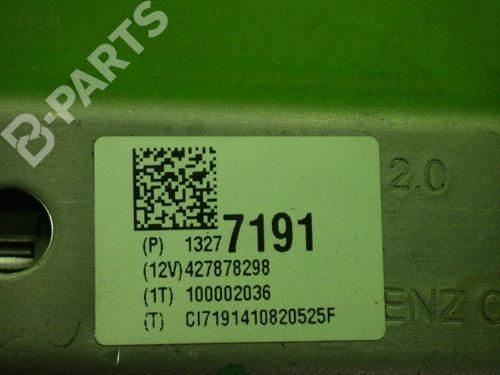 B-PARTS
2.0
(P) 1327 7191
(12V) 427878298
(1T) 100002036
ENZ
(T) CI7191410820525F